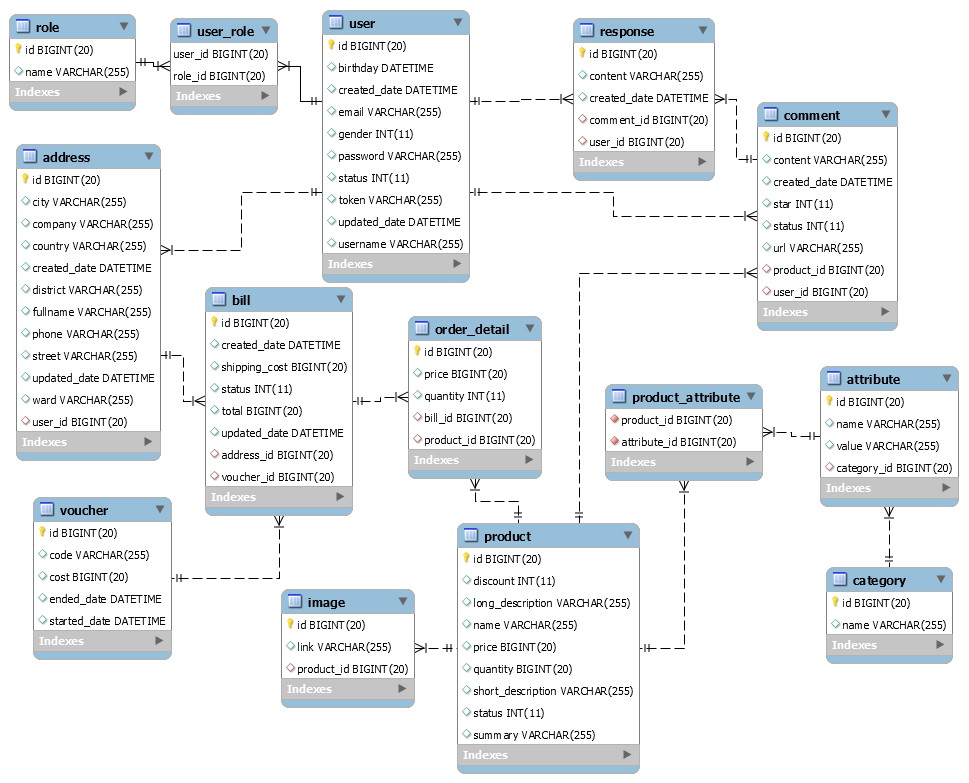 role
id BIGINT(20)
name VARCHAR(255)
Indexes
user_role
user_id BIGINT(20)
role_id BIGINT(20)
Indexes
user
id BIGINT(20)
birthday DATETIME
created_date DATETIME
email VARCHAR(255)
gender INT(11)
password VARCHAR(255)
status INT(11)
token VARCHAR(255)
updated_date DATETIME
username VARCHAR(255)
Indexes
response
id BIGINT(20)
content VARCHAR(255)
created_date DATETIME
comment_id BIGINT(20)
user_id BIGINT(20)
Indexes
comment
id BIGINT(20)
content VARCHAR(255)
created_date DATETIME
star INT(11)
status INT(11)
url VARCHAR(255)
product_id BIGINT(20)
user_id BIGINT(20)
Indexes
address
id BIGINT(20)
city VARCHAR(255)
company VARCHAR(255)
country VARCHAR(255)
created_date DATETIME
district VARCHAR(255)
fullname VARCHAR(255)
phone VARCHAR(255)
street VARCHAR(255)
updated_date DATETIME
ward VARCHAR(255)
user_id BIGINT(20)
Indexes
bill
id BIGINT(20)
created_date DATETIME
shipping_cost BIGINT(20)
status INT(11)
total BIGINT(20)
updated_date DATETIME
address_id BIGINT(20)
voucher_id BIGINT(20)
Indexes
order_detail
id BIGINT(20)
price BIGINT(20)
quantity INT(11)
bill_id BIGINT(20)
product_id BIGINT(20)
Indexes
product_attribute
product_id BIGINT(20)
attribute_id BIGINT(20)
Indexes
attribute
id BIGINT(20)
name VARCHAR(255)
value VARCHAR(255)
category_id BIGINT(20)
Indexes
voucher
id BIGINT(20)
code VARCHAR(255)
cost BIGINT(20)
ended_date DATETIME
started_date DATETIME
Indexes
image
id BIGINT(20)
link VARCHAR(255)
product_id BIGINT(20)
Indexes
product
id BIGINT(20)
discount INT(11)
long_description VARCHAR(255)
name VARCHAR(255)
price BIGINT(20)
quantity BIGINT(20)
short_description VARCHAR(255)
status INT(11)
summary VARCHAR(255)
Indexes
category
id BIGINT(20)
name VARCHAR(255)
Indexes